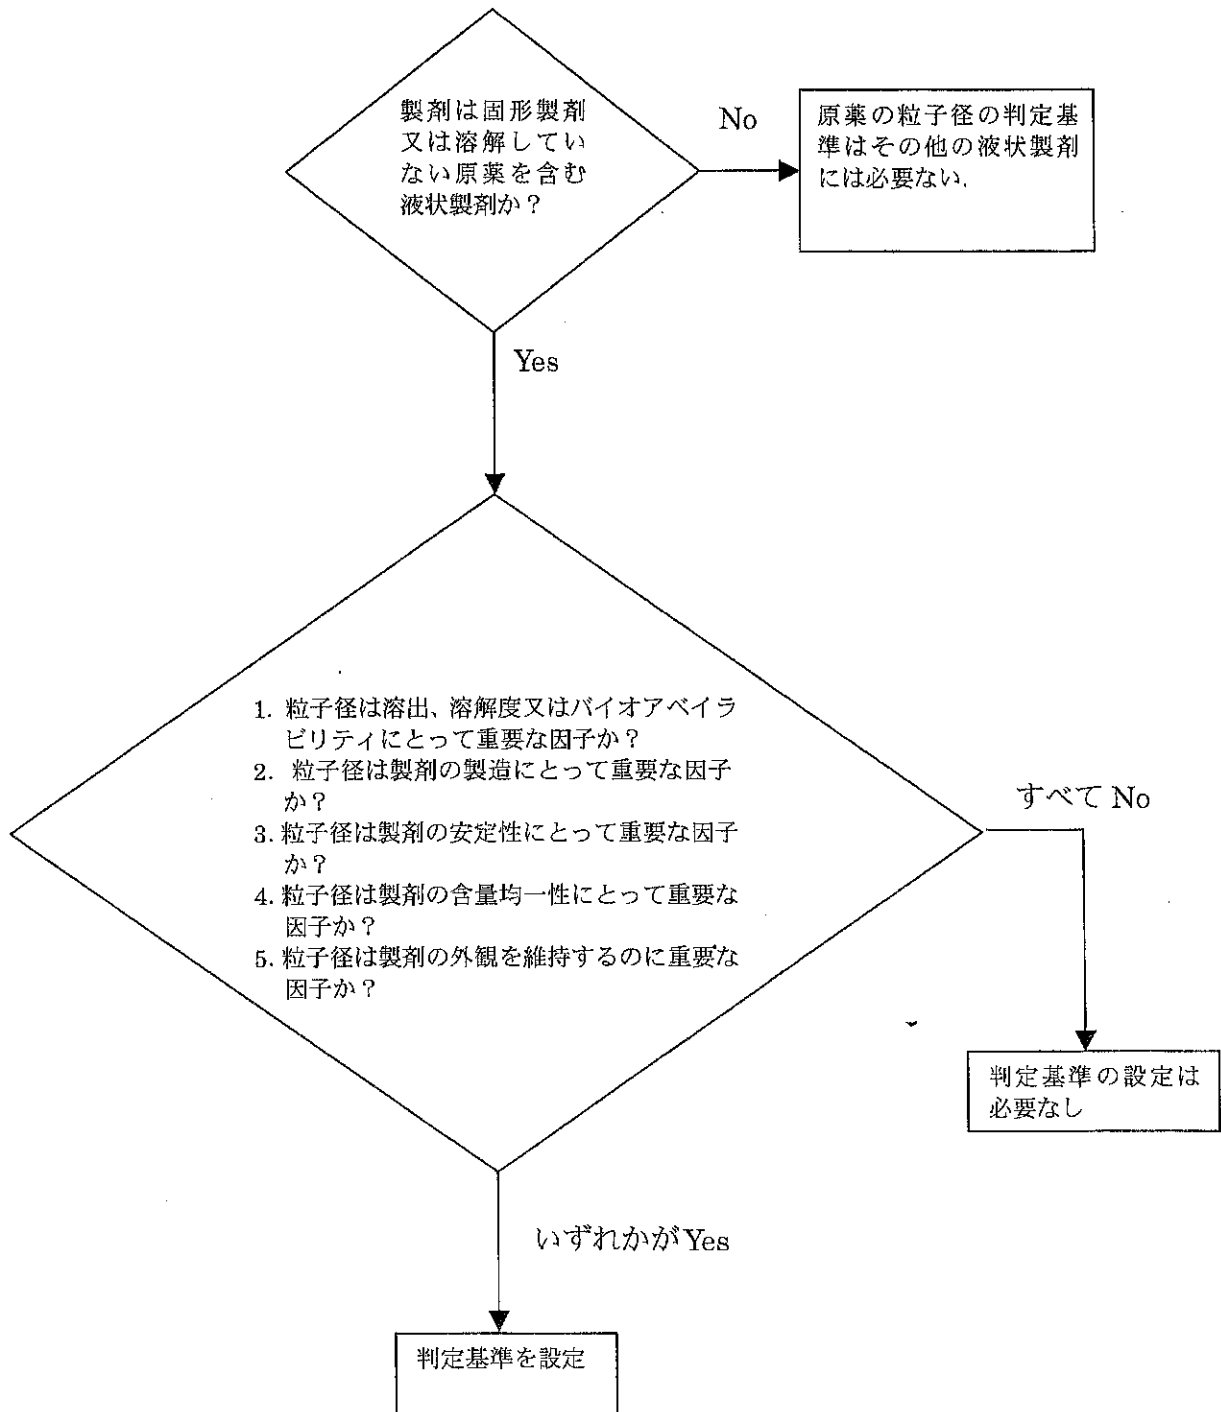 製剤は固形製剤
又は溶解してい
ない原薬を含む
液状製剤か？
No
原薬の粒子径の判定基
準はその他の液状製剤
には必要ない.
Yes
1. 粒子径は溶出、溶解度又はバイオアベイラ
ビリティにとって重要な因子か？
2. 粒子径は製剤の製造にとって重要な因子
か？
3. 粒子径は製剤の安定性にとって重要な因子
か？
4. 粒子径は製剤の含量均一性にとって重要な
因子か？
5. 粒子径は製剤の外観を維持するのに重要な
因子か？
すべて No
判定基準の設定は
必要なし
いずれかが Yes
判定基準を設定